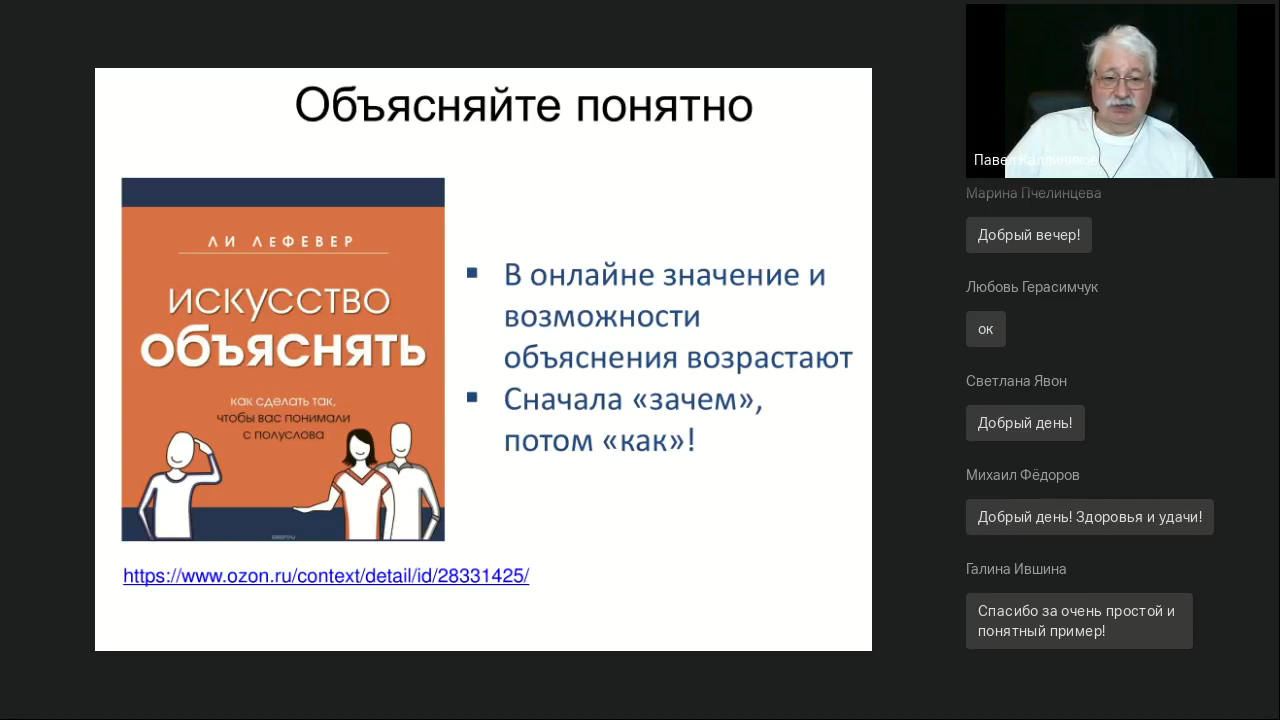 Объясняйте понятно
ЛИ ЛЕФЕВЕР
ИСКУССТВО
ОБЪЯСНЯТЬ
как сделать так,
чтобы вас понимали
с полуслова
▪ В онлайне значение и
возможности
объяснения возрастают
▪ Сначала «зачем»,
потом «как»!
https://www.ozon.ru/context/detail/id/28331425/
Павел Каллиников
Марина Пчелинцева
Добрый вечер!
Любовь Герасимчук
ок
Светлана Явон
Добрый день!
Михаил Фёдоров
Добрый день! Здоровья и удачи!
Галина Ившина
Спасибо за очень простой и
понятный пример!